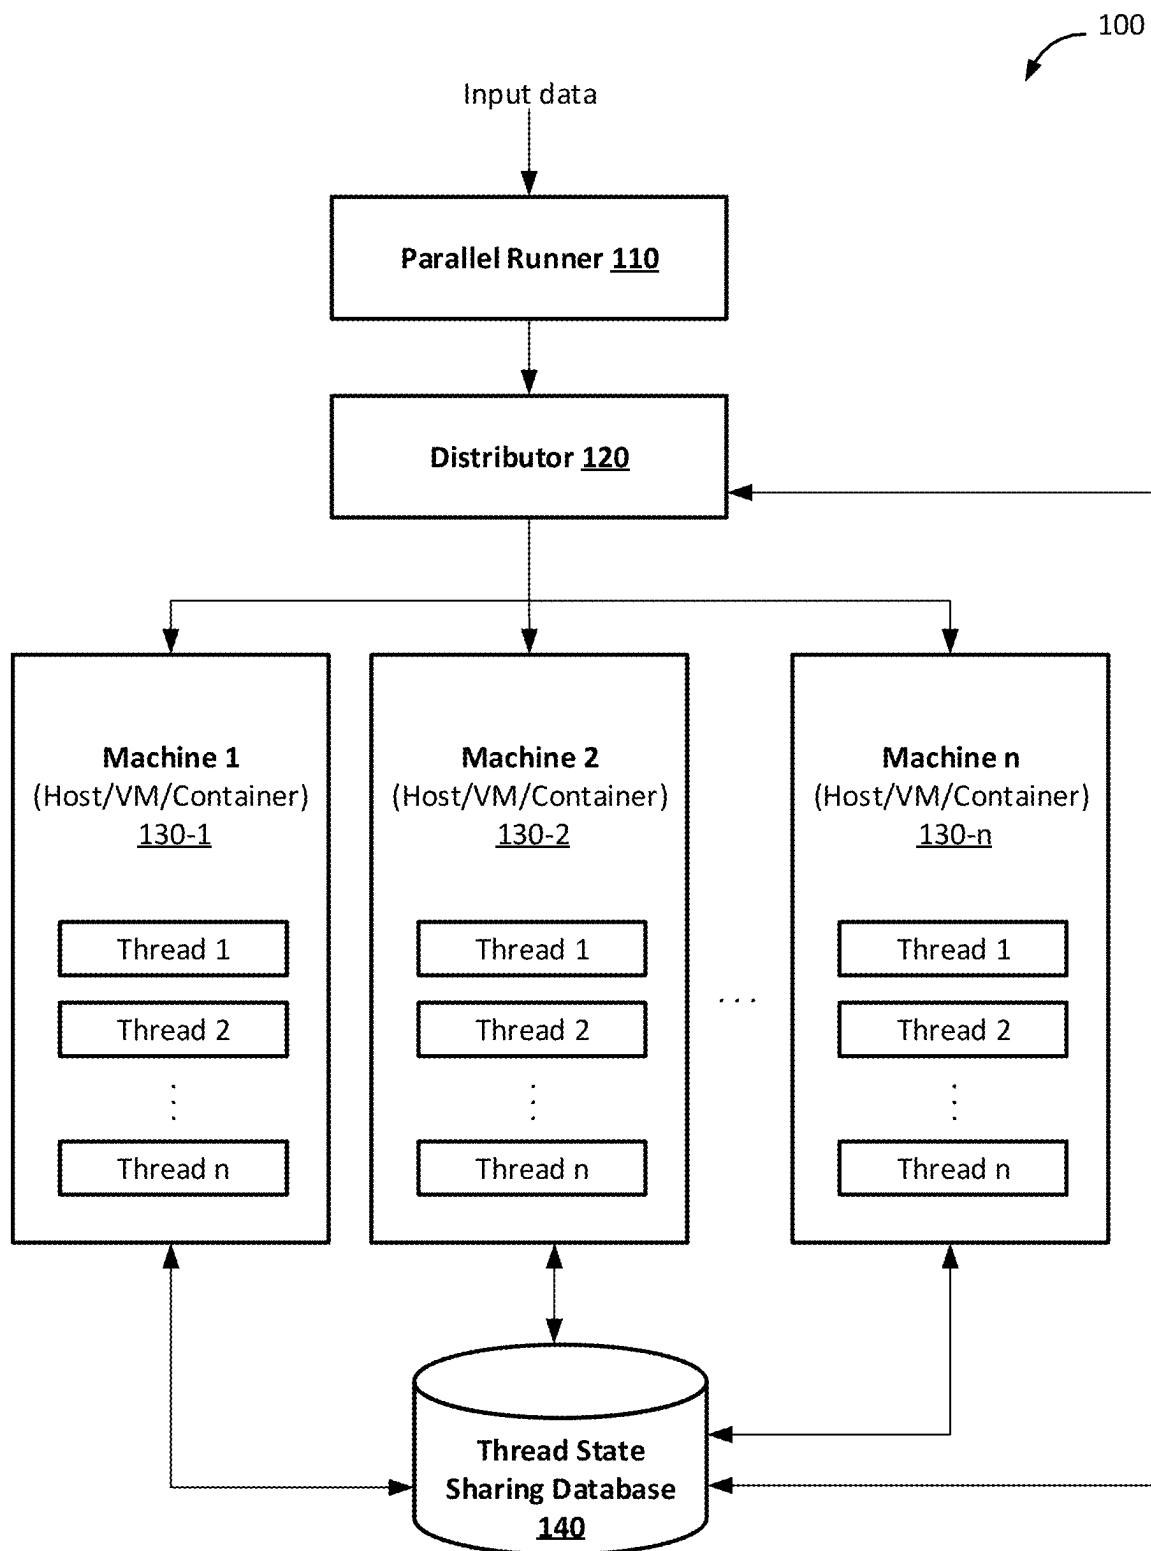 100
Input data
Parallel Runner 110
Distributor 120
Machine 1
(Host/VM/Container)
130-1
Thread 1
Thread 2
Thread n
Machine 2
(Host/VM/Container)
130-2
Thread 1
Thread 2
Thread n
. . .
Machine n
(Host/VM/Container)
130-n
Thread 1
Thread 2
Thread n
Thread State
Sharing Database
140